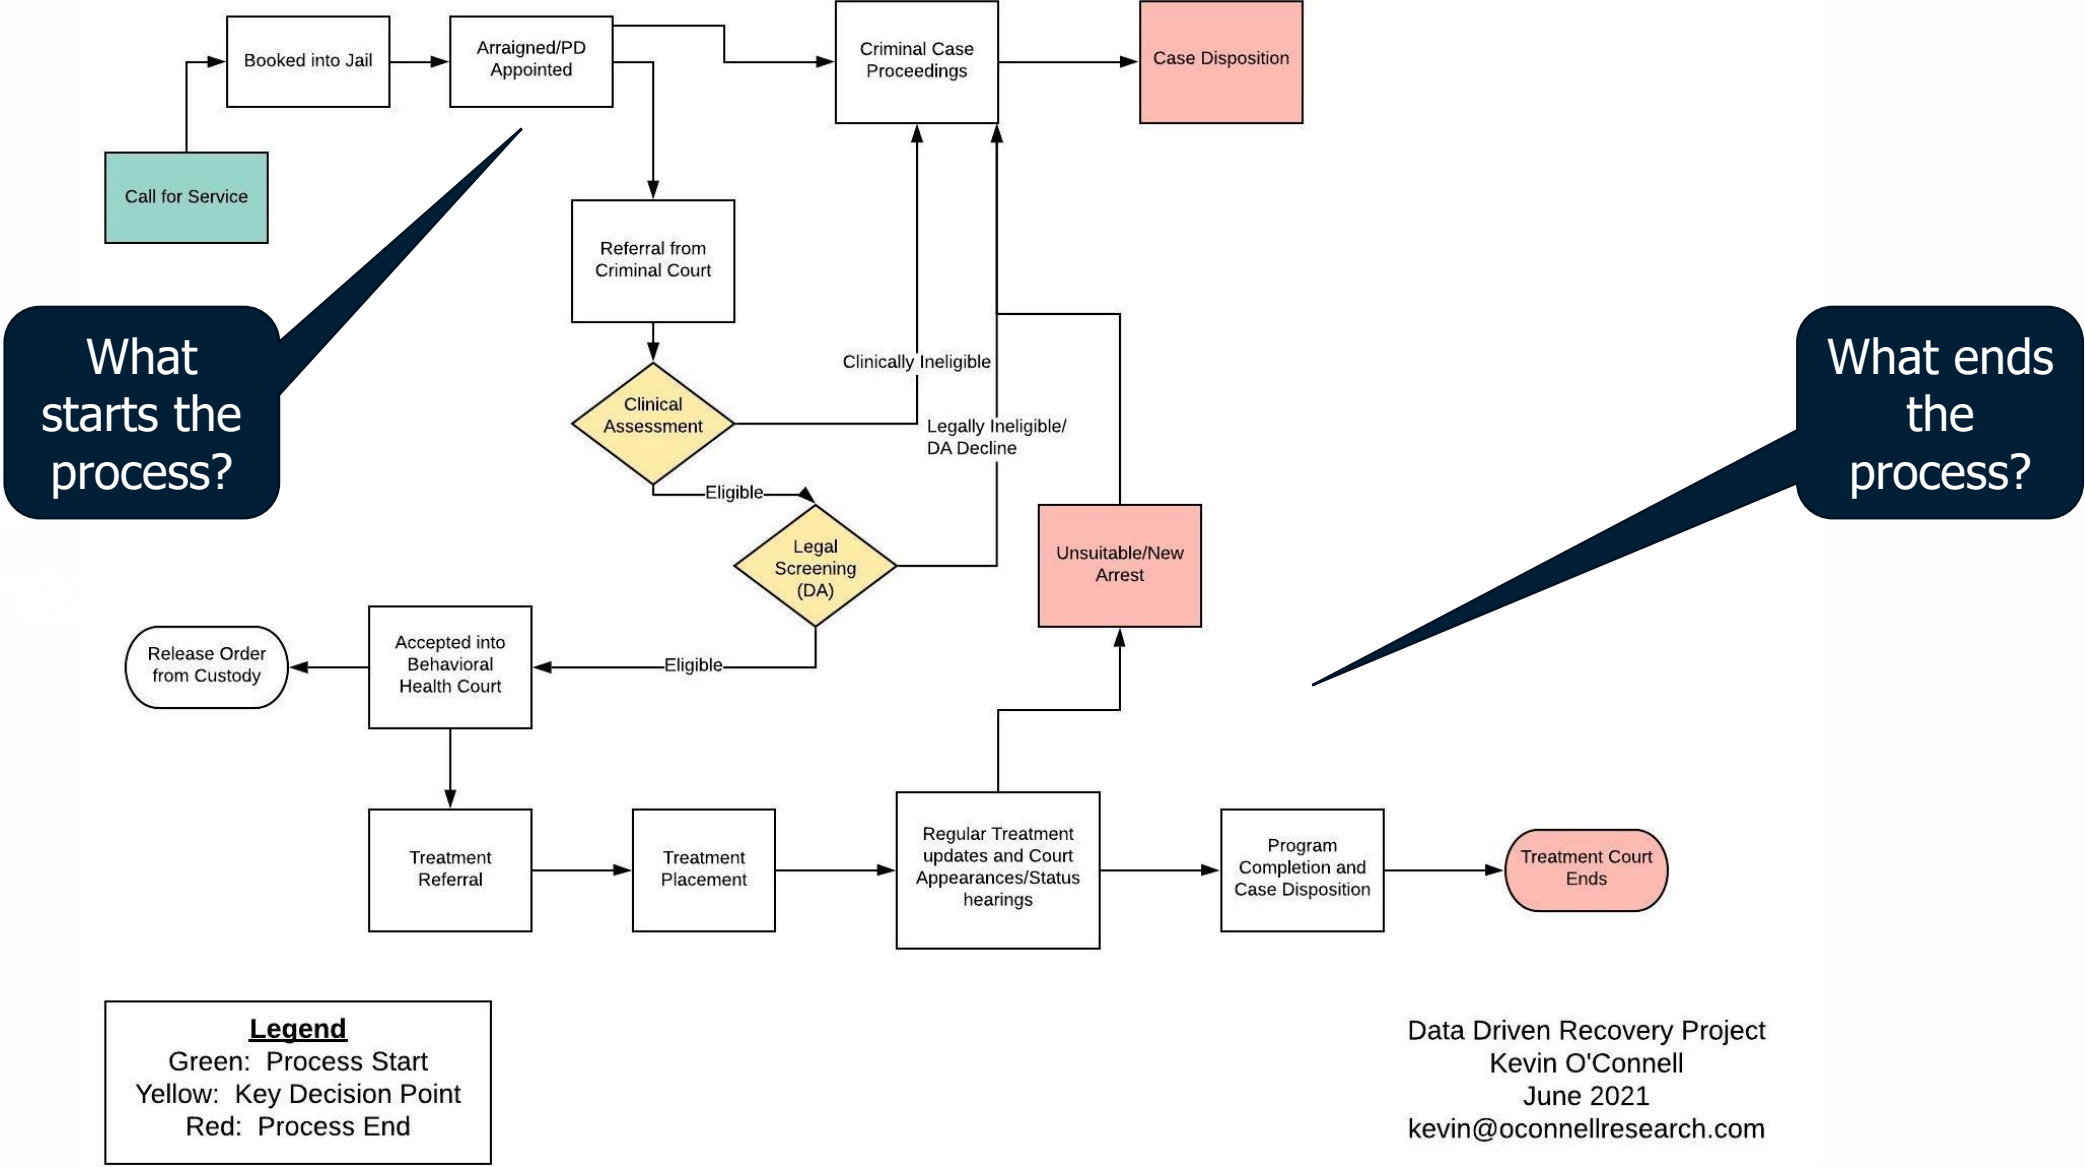 Booked into Jail
Arraigned/PD
Appointed
Criminal Case
Proceedings
Case Disposition
Call for Service
Referral from
Criminal Court
What
starts the
process?
What ends
the
process?
Clinically Ineligible
Clinical
Assessment
Legally Ineligible/
DA Decline
Eligible
Legal
Screening
(DA)
Unsuitable/New
Arrest
Release Order
from Custody
Accepted into
Behavioral
Health Court
Eligible
Treatment
Referral
Treatment
Placement
Regular Treatment
updates and Court
Appearances/Status
hearings
Program
Completion and
Case Disposition
Treatment Court
Ends
Legend
Green:  Process Start
Yellow:  Key Decision Point
Red:  Process End
Data Driven Recovery Project
Kevin O'Connell
June 2021
kevin@oconnellresearch.com